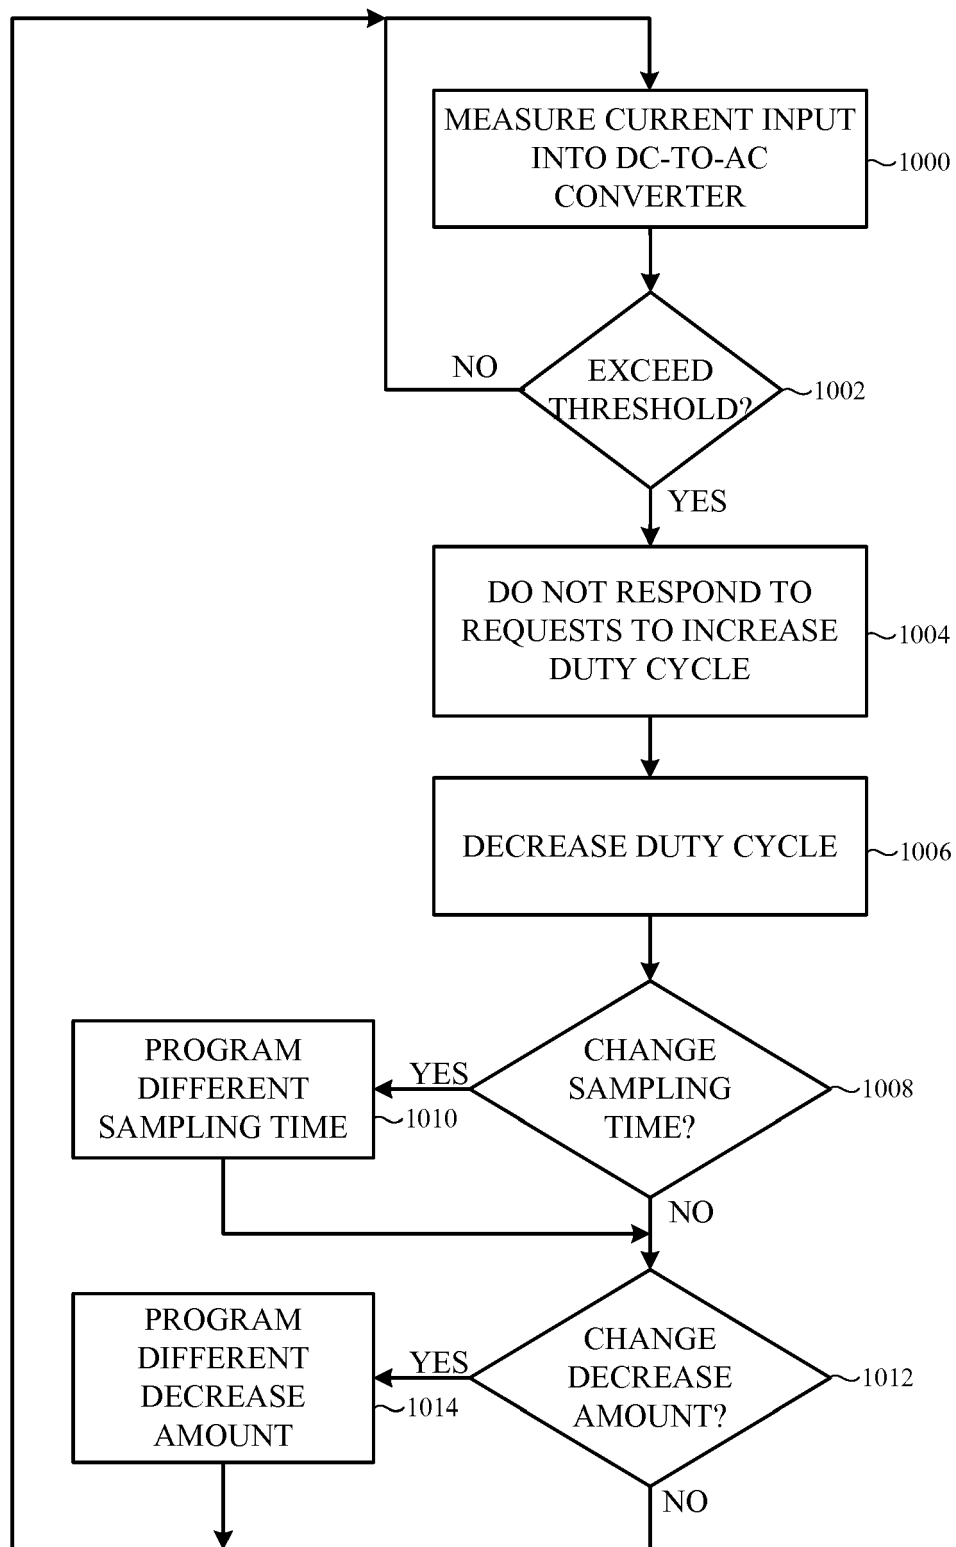 MEASURE CURRENT INPUT
INTO DC-TO-AC
CONVERTER
1000
NO
EXCEED
THRESHOLD?
1002
YES
DO NOT RESPOND TO
REQUESTS TO INCREASE
DUTY CYCLE
1004
DECREASE DUTY CYCLE
1006
PROGRAM
DIFFERENT
SAMPLING TIME
1010
YES
CHANGE
SAMPLING
TIME?
1008
NO
PROGRAM
DIFFERENT
DECREASE
AMOUNT
1014
YES
CHANGE
DECREASE
AMOUNT?
1012
NO